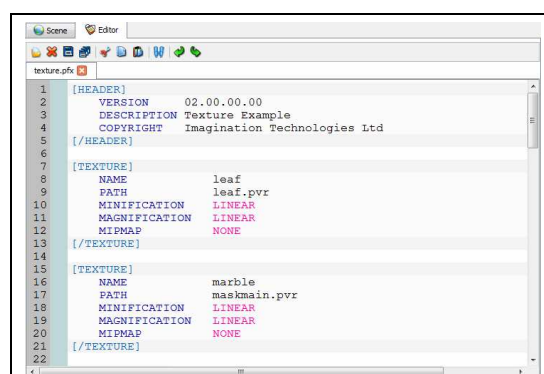 Scene Editor
texture.pfx
1 [HEADER]
2 VERSION 02.00.00.00
3 DESCRIPTION Texture Example
4 COPYRIGHT Imagination Technologies Ltd
5 [/HEADER]
6
7 [TEXTURE]
8 NAME leaf
9 PATH leaf.pvr
10 MINIFICATION LINEAR
11 MAGNIFICATION LINEAR
12 MIPMAP NONE
13 [/TEXTURE]
14
15 [TEXTURE]
16 NAME marble
17 PATH maskmain.pvr
18 MINIFICATION LINEAR
19 MAGNIFICATION LINEAR
20 MIPMAP NONE
21 [/TEXTURE]
22